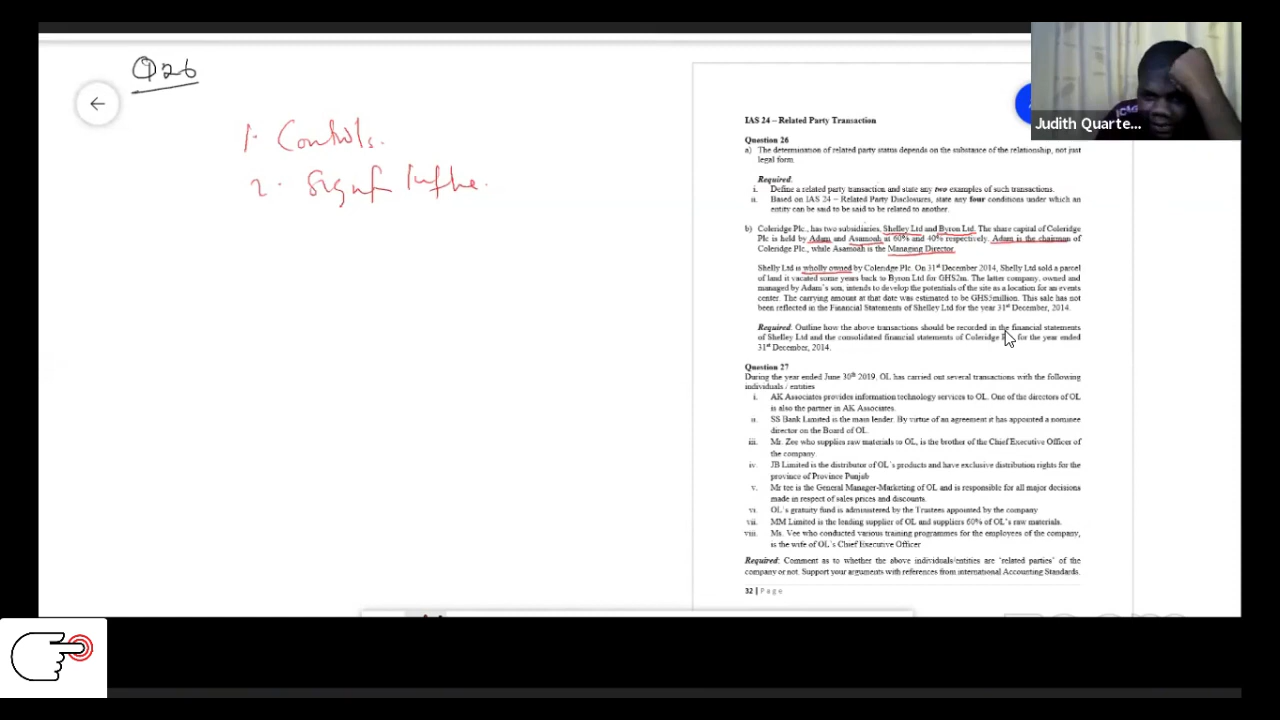 Q26
1. Controls.
2. Signf Influe.
Judith Quarte...
IAS 24 – Related Party Transaction
Question 26
a) The determination of related party status depends on the substance of the relationship, not just
legal form.
Required:
i. Define a related party transaction and state any two examples of such transactions.
ii. Based on IAS 24 – Related Party Disclosures, state any four conditions under which an
entity can be said to be said to be related to another.
b) Coleridge Plc., has two subsidiaries, Shelley Ltd and Byron Ltd. The share capital of Coleridge
Plc is held by Adam and Asamoah at 60% and 40% respectively. Adam is the chairman of
Coleridge Plc., while Asamoah is the Managing Director.
Shelly Ltd is wholly owned by Coleridge Plc. On 31st December 2014, Shelly Ltd sold a parcel
of land it vacated some years back to Byron Ltd for GHS2m. The latter company, owned and
managed by Adam's son, intends to develop the potentials of the site as a location for an events
center. The carrying amount at that date was estimated to be GHS3million. This sale has not
been reflected in the Financial Statements of Shelley Ltd for the year 31st December, 2014.
Required: Outline how the above transactions should be recorded in the financial statements
of Shelley Ltd and the consolidated financial statements of Coleridge for the year ended
31st December, 2014.
Question 27
During the year ended June 30th 2019. OL has carried out several transactions with the following
individuals / entities
i. AK Associates provides information technology services to OL. One of the directors of OL
is also the partner in AK Associates.
ii. SS Bank Limited is the main lender. By virtue of an agreement it has appointed a nominee
director on the Board of OL.
iii. Mr. Zee who supplies raw materials to OL, is the brother of the Chief Executive Officer of
the company.
iv. JB Limited is the distributor of OL's products and have exclusive distribution rights for the
province of Province Punjab
v. Mr tee is the General Manager-Marketing of OL and is responsible for all major decisions
made in respect of sales prices and discounts.
vi. OL's gratuity fund is administered by the Trustees appointed by the company
vii. MM Limited is the leading supplier of OL and suppliers 60% of OL's raw materials.
viii. Ms. Vee who conducted various training programmes for the employees of the company,
is the wife of OL's Chief Executive Officer
Required: Comment as to whether the above individuals/entities are 'related parties' of the
company or not. Support your arguments with references from international Accounting Standards.
32 | Page